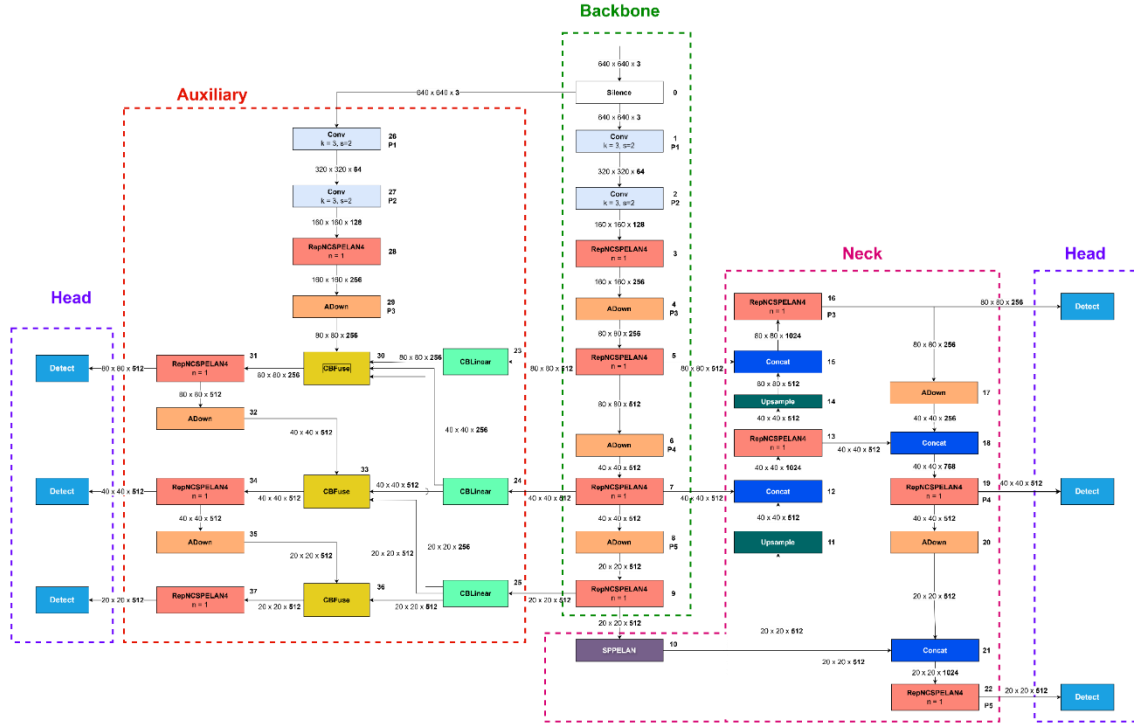 Backbone
640 x 640 x 3
Silence
0
640 x 640 x 3
640 x 640 x 3
Auxiliary
Conv
k = 3, s=2
26
P1
320 x 320 x 64
Conv
k = 3, s=2
27
P2
160 x 160 x 128
RepNCSPELAN4
n = 1
28
160 x 160 x 256
ADown
29
P3
80 x 80 x 256
Conv
k = 3, s=2
1
P1
320 x 320 x 64
Conv
k = 3, s=2
2
P2
160 x 160 x 128
RepNCSPELAN4
n = 1
3
160 x 160 x 256
ADown
4
P3
80 x 80 x 256
RepNCSPELAN4
n = 1
5
80 x 80 x 512
ADown
6
P4
40 x 40 x 512
RepNCSPELAN4
n = 1
7
40 x 40 x 512
ADown
8
P5
20 x 20 x 512
RepNCSPELAN4
n = 1
9
20 x 20 x 512
Head
Detect
80 x 80 x 512
RepNCSPELAN4
n = 1
31
80 x 80 x 256
CBFuse
30
80 x 80 x 256
CBLinear
23
80 x 80 x 512
80 x 80 x 512
ADown
32
40 x 40 x 512
40 x 40 x 256
Detect
40 x 40 x 512
RepNCSPELAN4
n = 1
34
40 x 40 x 512
CBFuse
33
40 x 40 x 512
CBLinear
24
40 x 40 x 512
40 x 40 x 512
ADown
35
20 x 20 x 512
20 x 20 x 512
20 x 20 x 256
Detect
20 x 20 x 512
RepNCSPELAN4
n = 1
37
20 x 20 x 512
CBFuse
36
20 x 20 x 512
CBLinear
25
20 x 20 x 512
Neck
RepNCSPELAN4
n = 1
16
P3
80 x 80 x 256
80 x 80 x 1024
80 x 80 x 512
Concat
15
80 x 80 x 512
Upsample
14
40 x 40 x 512
RepNCSPELAN4
n = 1
13
40 x 40 x 512
40 x 40 x 1024
40 x 40 x 512
Concat
12
40 x 40 x 512
Upsample
11
80 x 80 x 256
ADown
17
40 x 40 x 256
Concat
18
40 x 40 x 768
RepNCSPELAN4
n = 1
19
P4
40 x 40 x 512
40 x 40 x 512
ADown
20
20 x 20 x 512
SPPELAN
10
20 x 20 x 512
20 x 20 x 512
Concat
21
20 x 20 x 1024
RepNCSPELAN4
n = 1
22
P5
20 x 20 x 512
Head
Detect
Detect
Detect